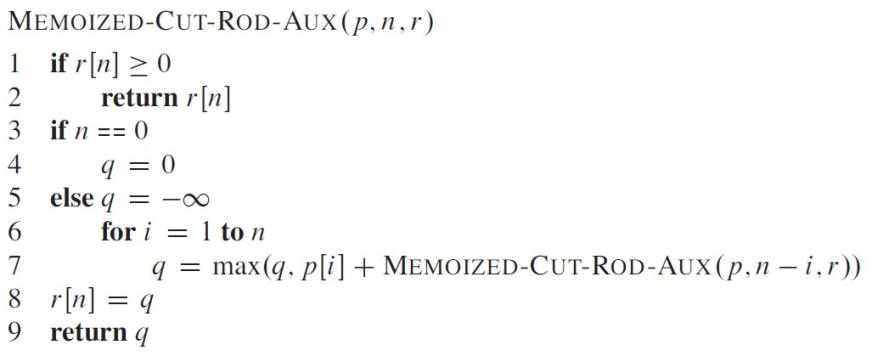 MEMOIZED-CUT-ROD-AUX(p, n, r)
1 if r[n] ≥ 0
2 return r[n]
3 if n == 0
4 q = 0
5 else q = −∞
6 for i = 1 to n
7 q = max(q, p[i] + MEMOIZED-CUT-ROD-AUX(p, n − i, r))
8 r[n] = q
9 return q